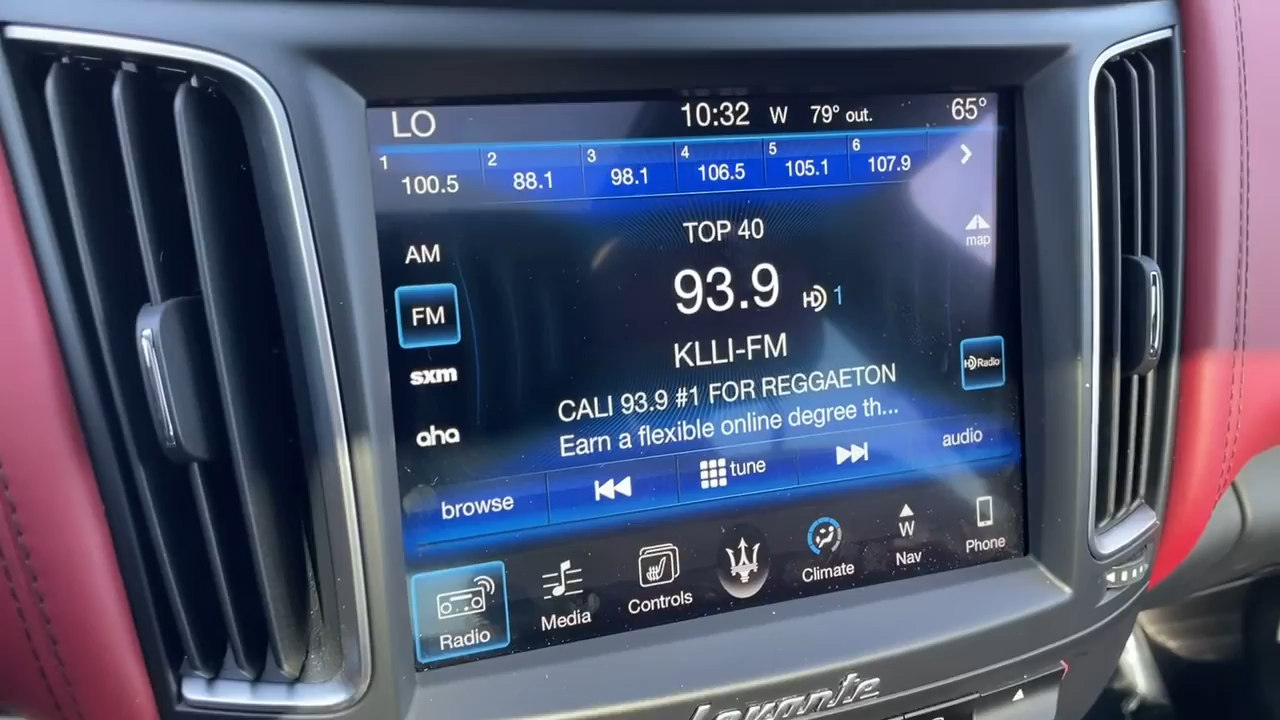 LO 10:32 W 79° out. 65°
1 100.5 2 88.1 3 98.1 4 106.5 5 105.1 6 107.9
TOP 40
map
AM
93.9 HD 1
FM
KLLI-FM
HD Radio
sxm
CALI 93.9 #1 FOR REGGAETON
Earn a flexible online degree th...
aha
browse tune audio
Radio Media Controls Climate W Nav Phone
Levante